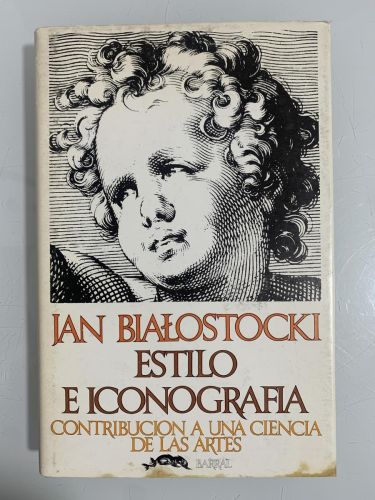 JAN BIAŁOSTOCKI
ESTILO
E ICONOGRAFIA
CONTRIBUCION A UNA CIENCIA
DE LAS ARTES
BARRAL